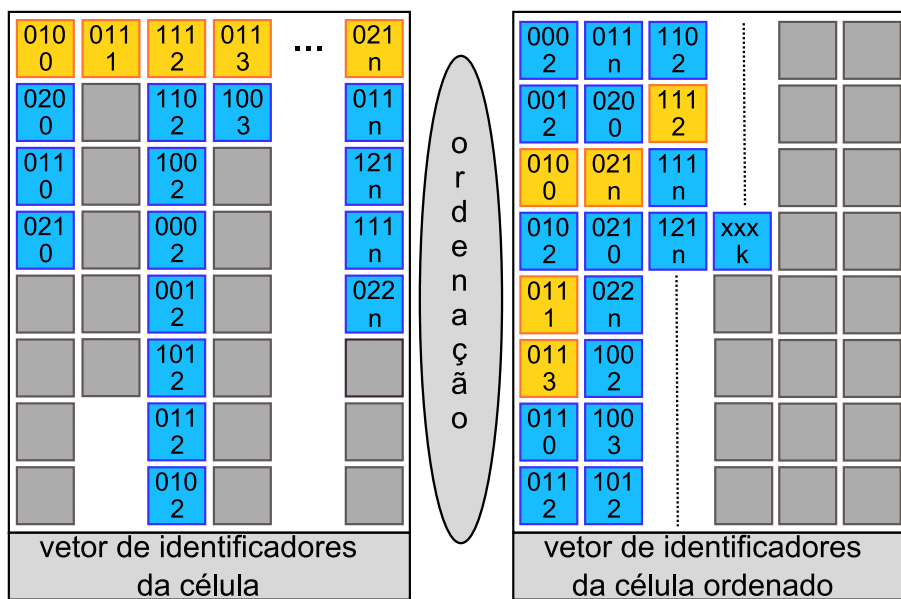 010 011 111 011 ... 021
0 1 2 3 n
020 110 100 011
0 2 3 n
011 100 121
0 2 n
021 000 111
0 2 n
001 022
2 n
101
2
011
2
010
2
vetor de identificadores
da célula
ordenação
000 011 110
2 n 2
001 020 111
2 0 2
010 021 111
0 n n
010 021 121 xxx
2 0 n k
011 022
1 n
011 100
3 2
011 100
0 3
011 101
2 2
vetor de identificadores
da célula ordenado